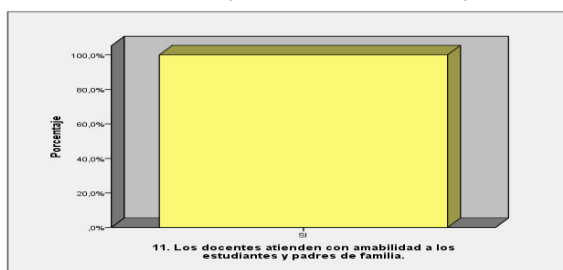 Porcentaje
100,0%
80,0%
60,0%
40,0%
20,0%
,0%
SI
11. Los docentes atienden con amabilidad a los
estudiantes y padres de familia.